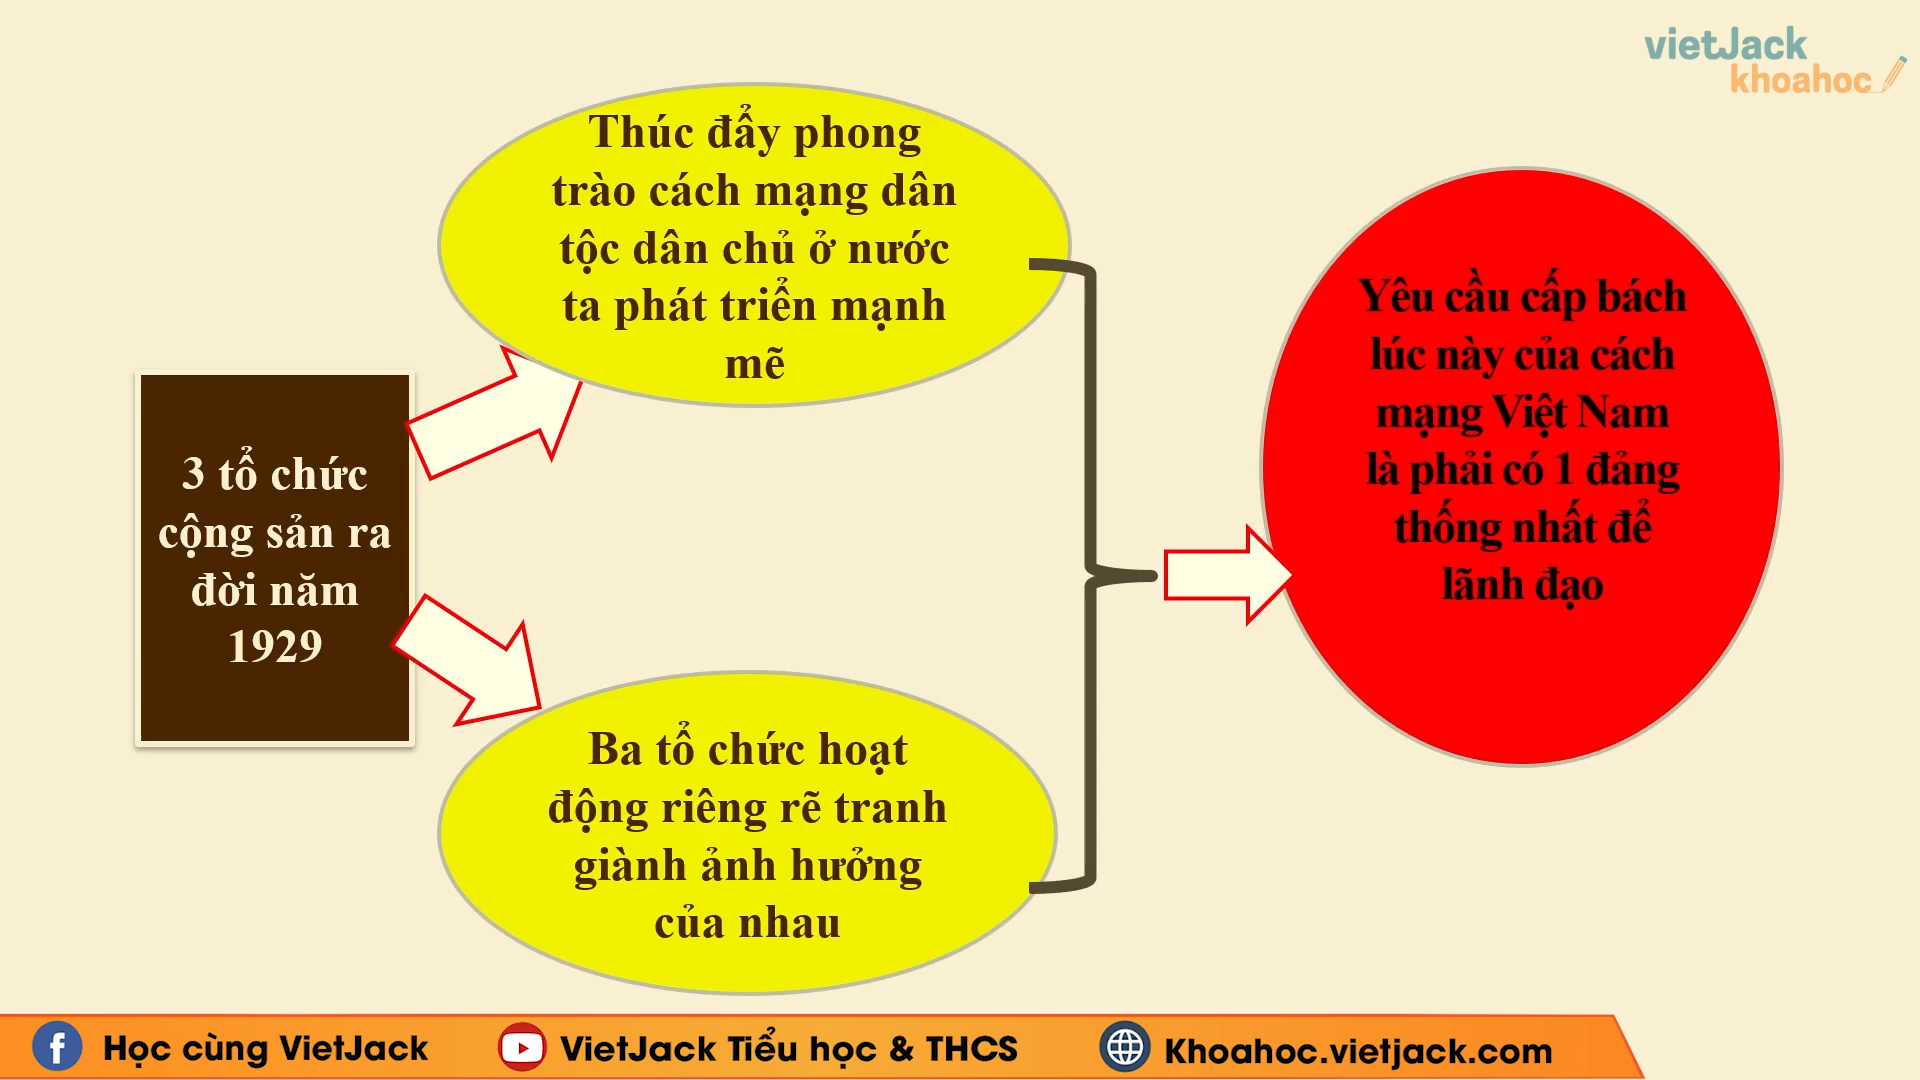 vietJack
khoahoc
Thúc đẩy phong
trào cách mạng dân
tộc dân chủ ở nước
ta phát triển mạnh
mẽ
3 tổ chức
cộng sản ra
đời năm
1929
Ba tổ chức hoạt
động riêng rẽ tranh
giành ảnh hưởng
của nhau
Yêu cầu cấp bách
lúc này của cách
mạng Việt Nam
là phải có 1 đảng
thống nhất để
lãnh đạo
Học cùng VietJack
VietJack Tiểu học & THCS
Khoahoc.vietjack.com